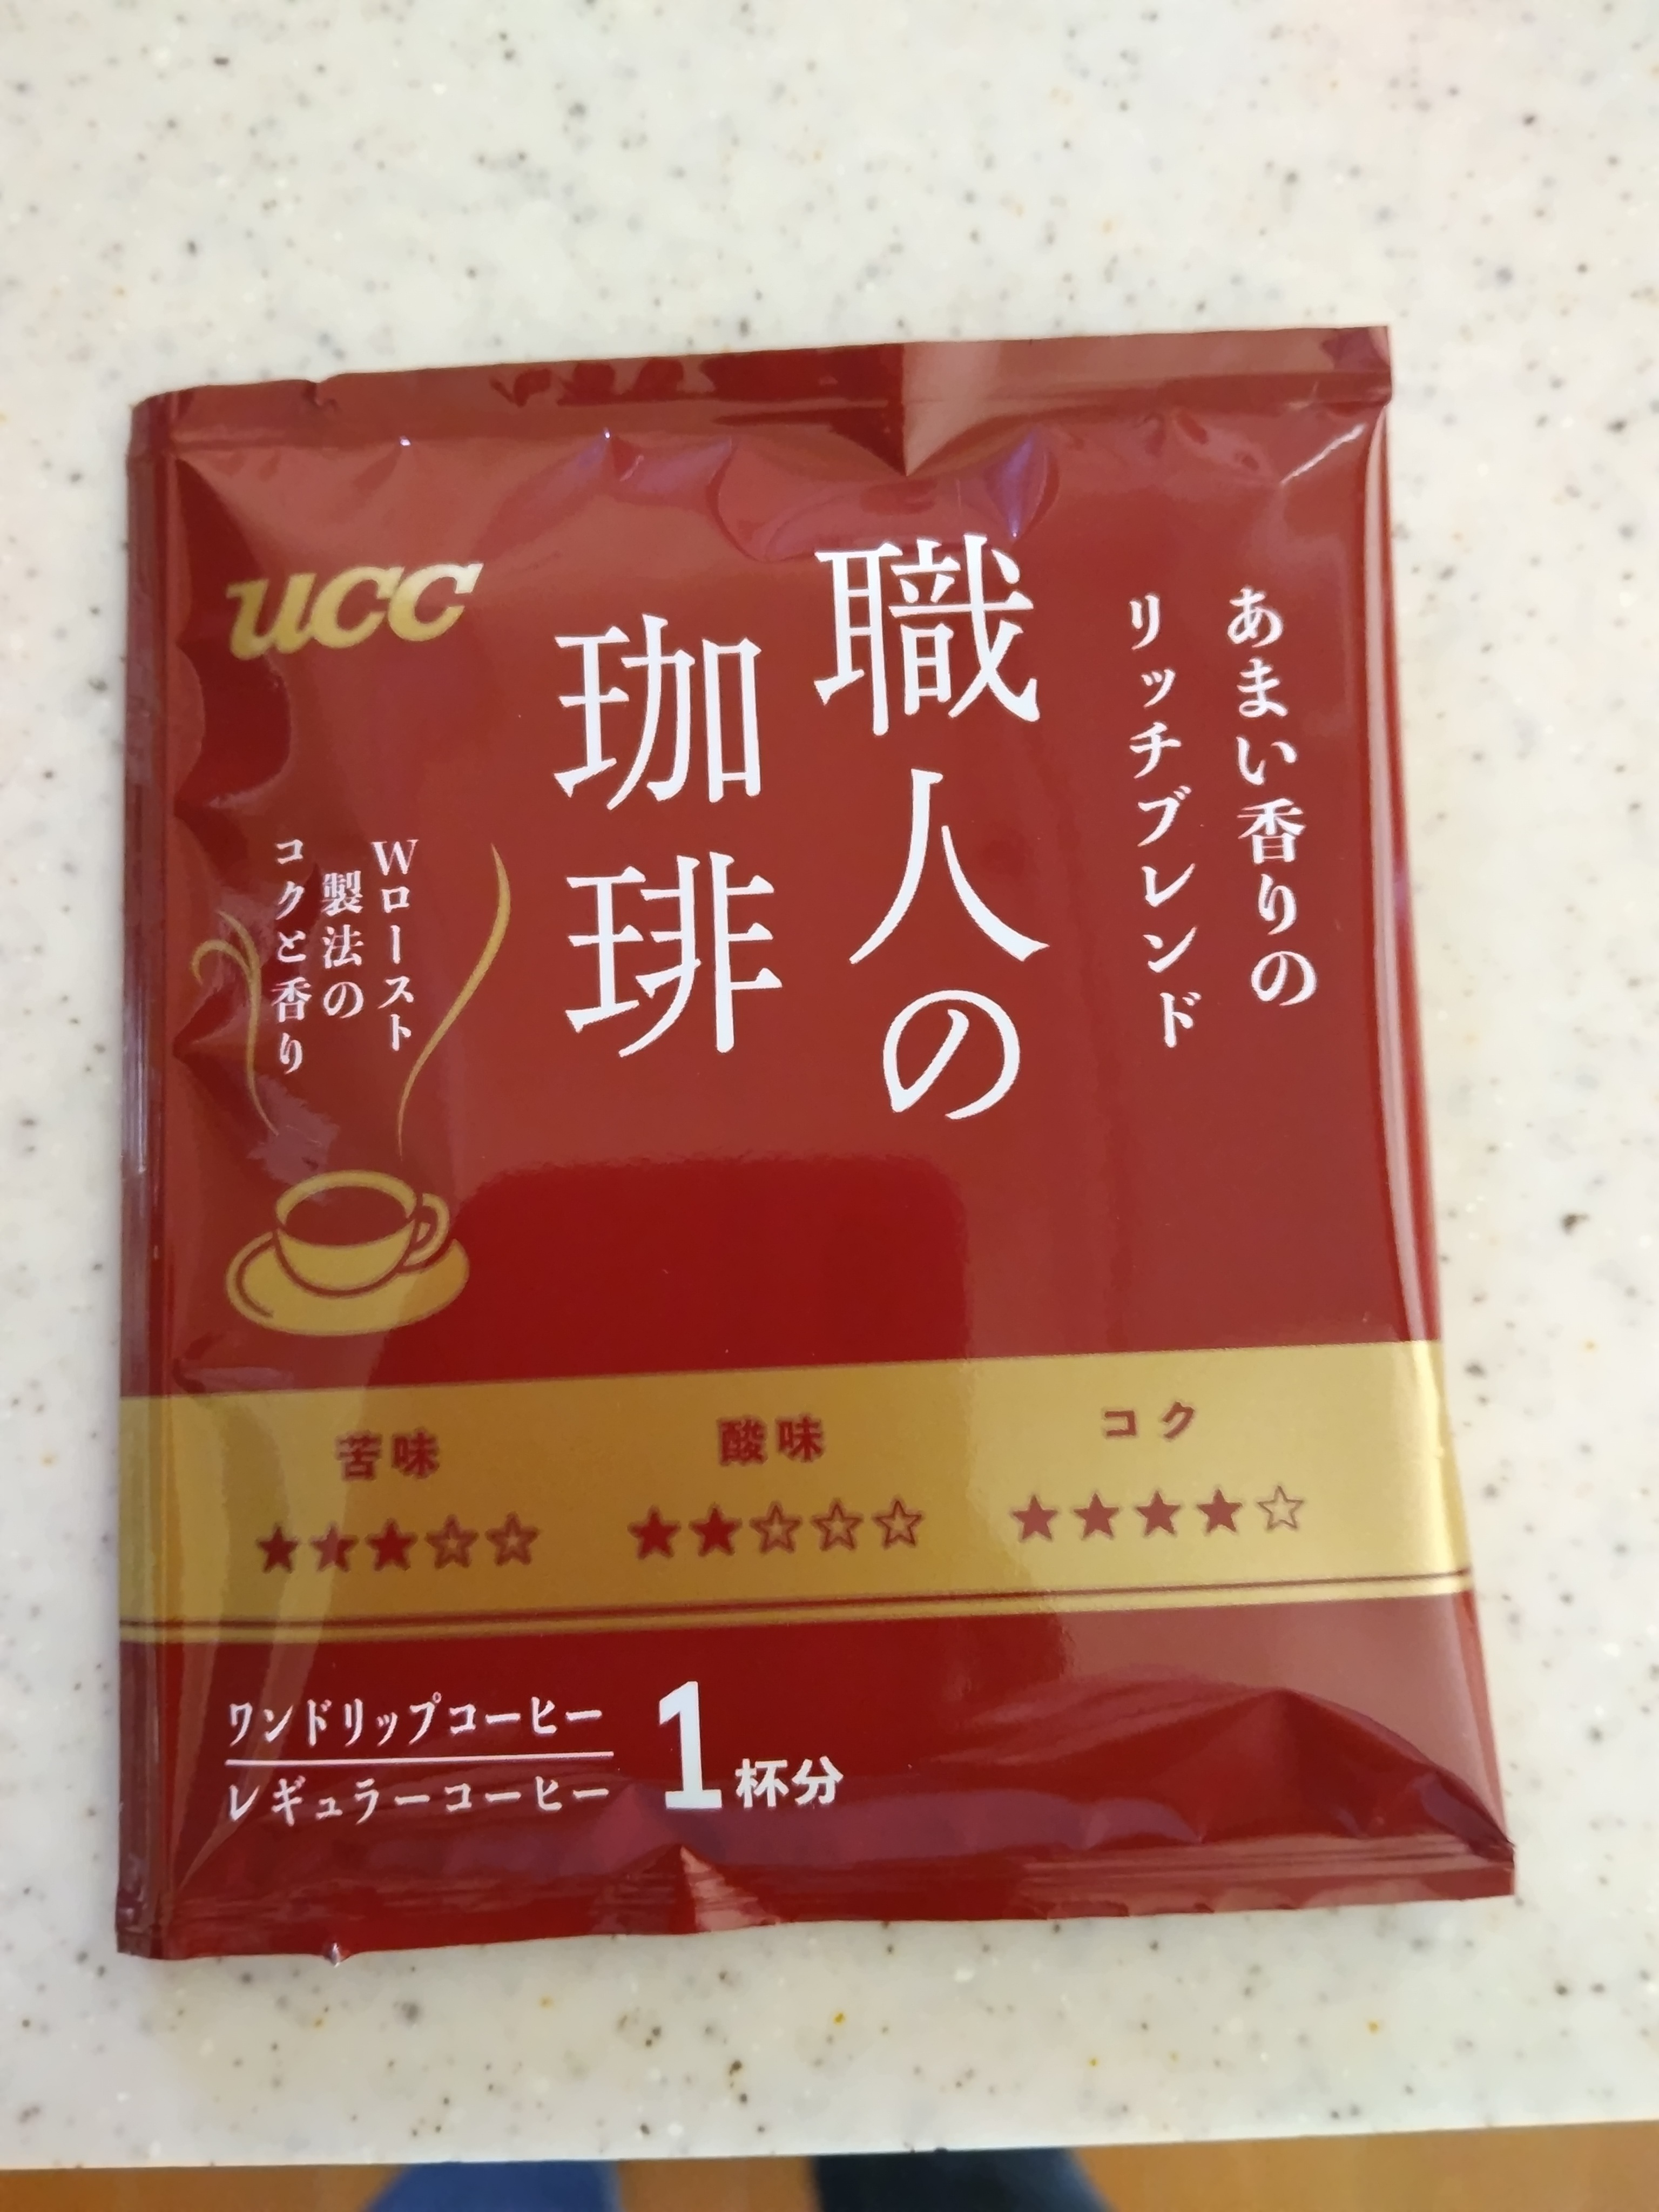 あまい香りの
リッチブレンド
職人の
珈琲
ucc
Wロースト
製法の
コクと香り
苦味
酸味
コク
★★★☆☆
★★☆☆☆
★★★★☆
ワンドリップコーヒー
レギュラーコーヒー
1杯分